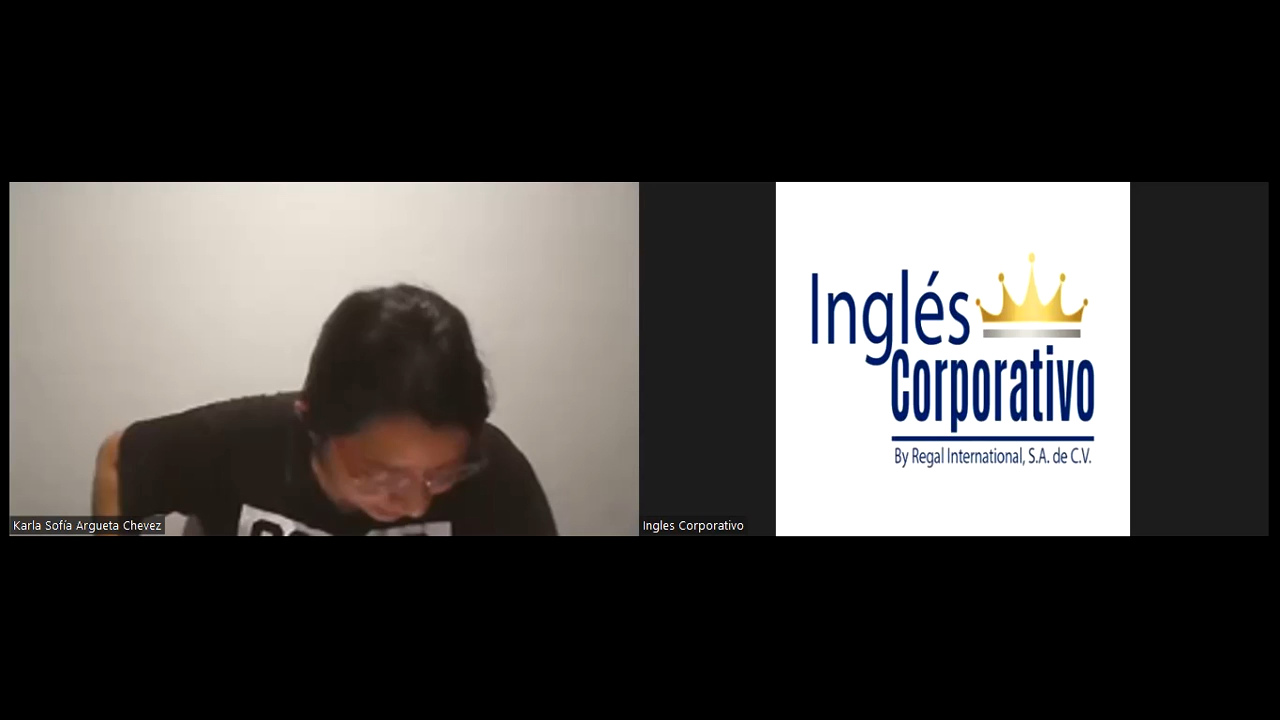 Inglés
Corporativo
By Regal International, S.A. de C.V.
Karla Sofía Argueta Chevez
Ingles Corporativo